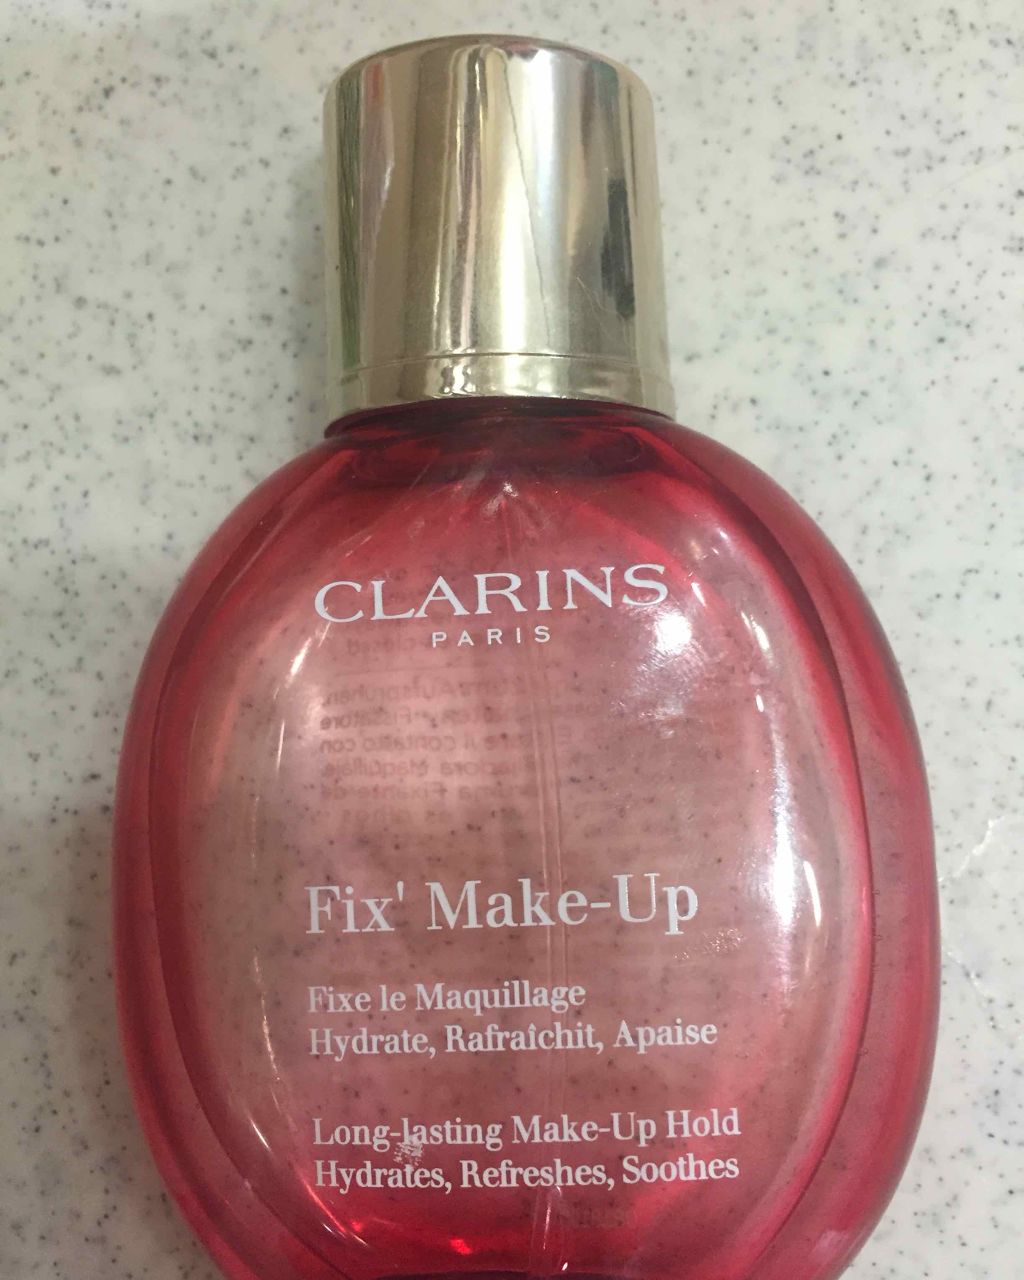 CLARINS
PARIS
Fix' Make-Up
Fixe le Maquillage
Hydrate, Rafraîchit, Apaise
Long-lasting Make-Up Hold
Hydrates, Refreshes, Soothes